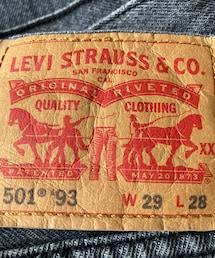 LEVI STRAUSS & CO.
SAN FRANCISCO
CAL.
ORIGINAL RIVETED
QUALITY CLOTHING
XX
PATENTED MAY 20 1873
501® '93 W 29 L 28